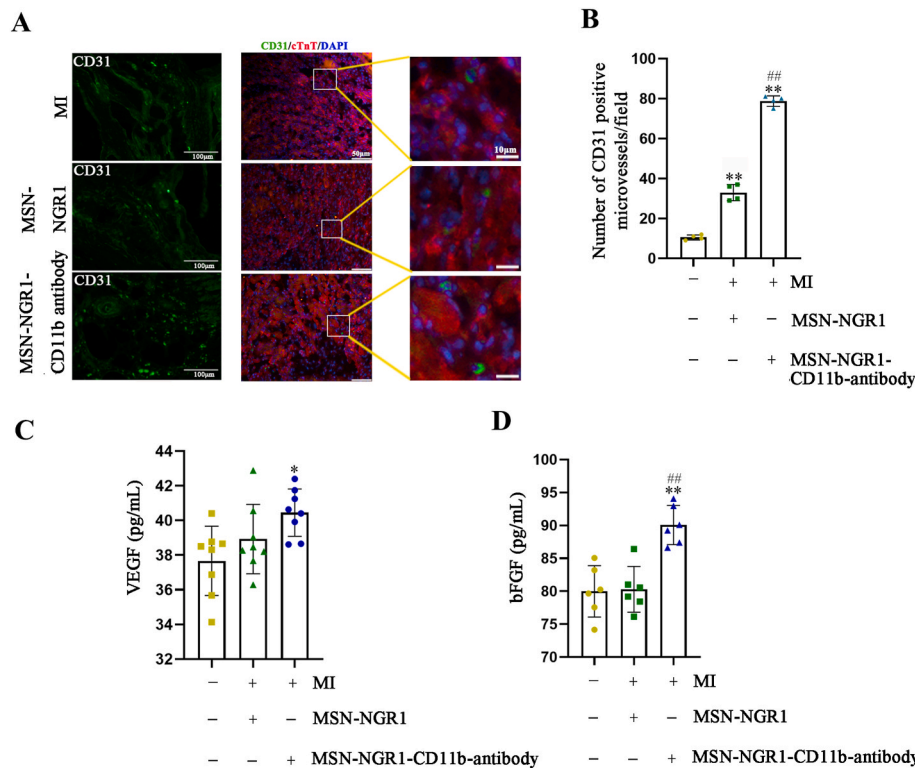 A
CD31/cTnT/DAPI
MI
CD31
100μm
50μm
10μm
MSN-
NGR1
CD31
100μm
MSN-NGR1-
CD11b antibody
CD31
100μm
B
Number of CD31 positive
microvessels/field
100
80
60
40
20
0
**
##
**
− + + MI
− + − MSN-NGR1
− − + MSN-NGR1-
CD11b-antibody
C
VEGF (pg/mL)
44
42
40
38
36
34
32
*
− + + MI
− + − MSN-NGR1
− − + MSN-NGR1-CD11b-antibody
D
bFGF (pg/mL)
100
95
90
85
80
75
70
##
**
− + + MI
− + − MSN-NGR1
− − + MSN-NGR1-CD11b-antibody